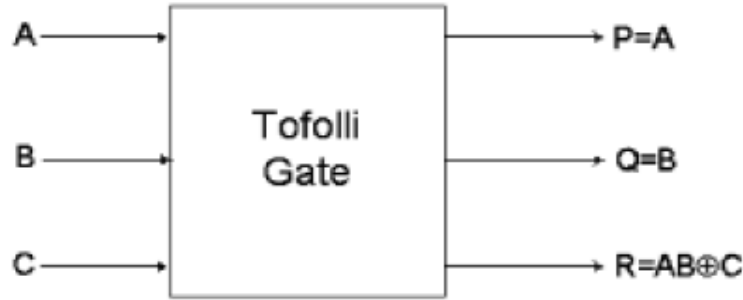 A
P=A
Tofolli
Gate
B
Q=B
C
R=AB⊕C